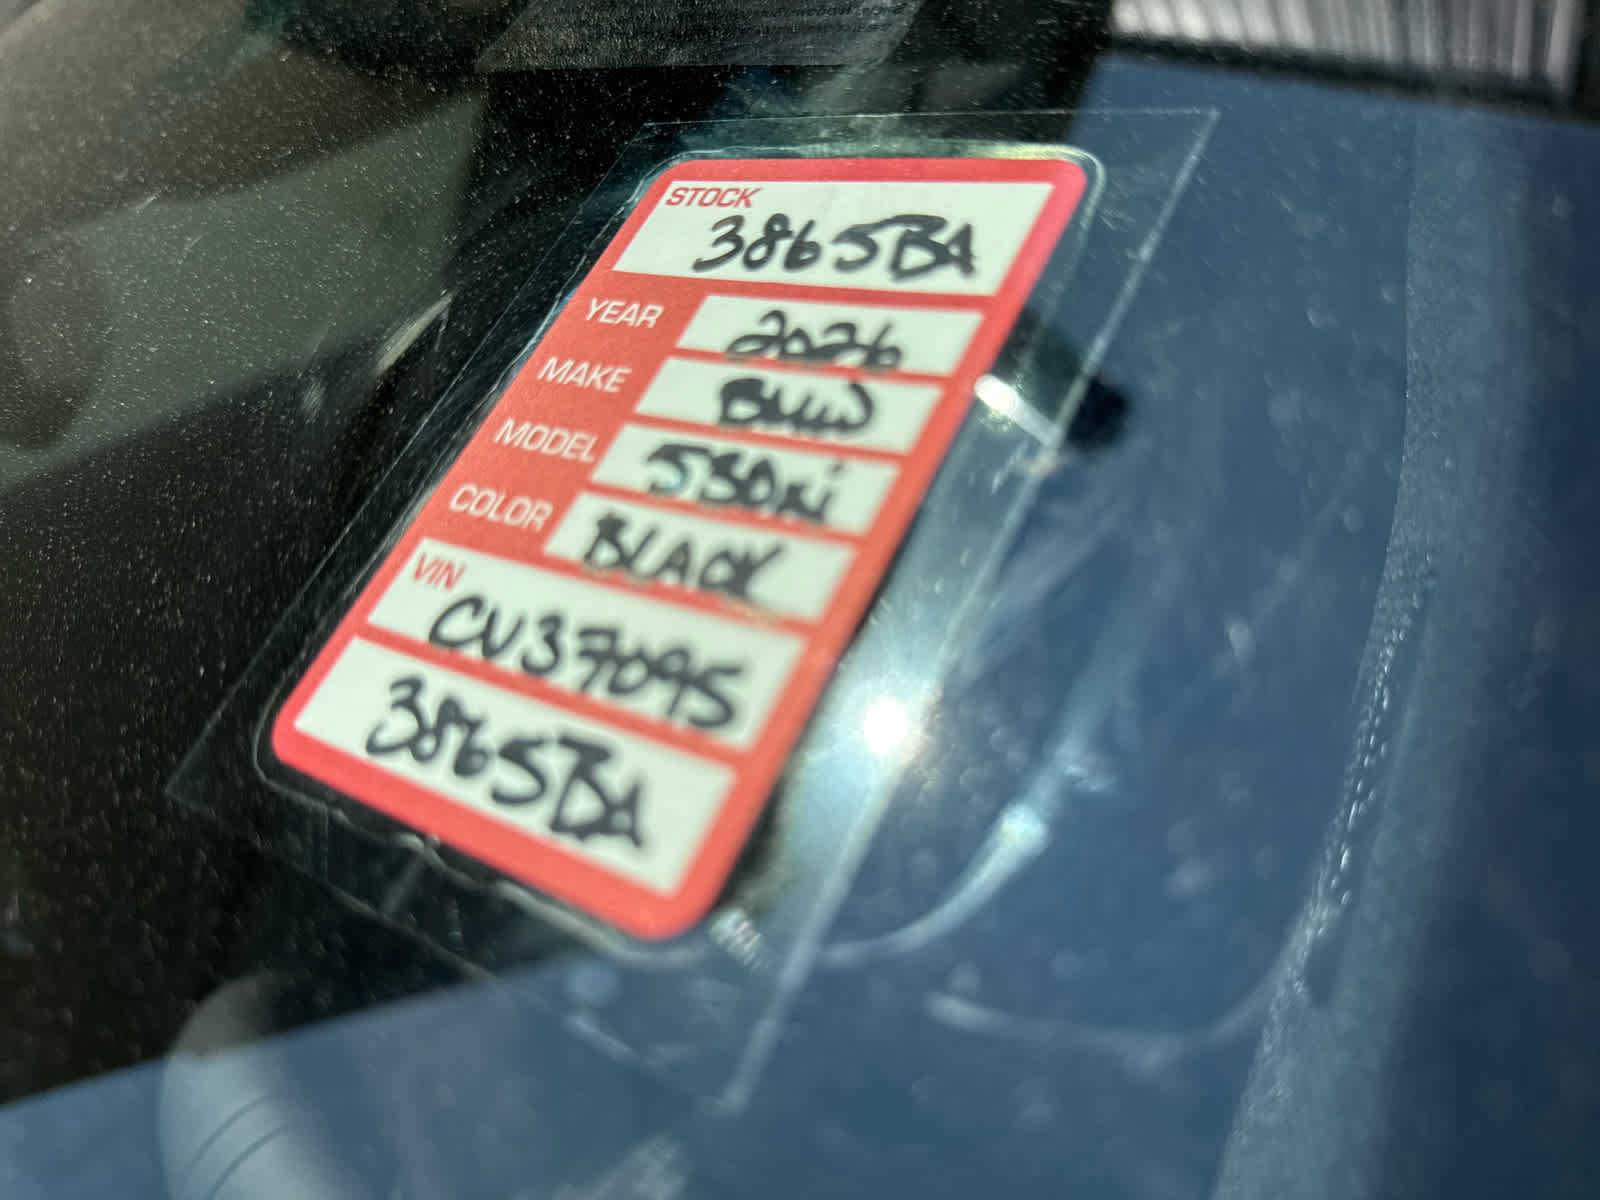 STOCK
3865BA
YEAR 2026
MAKE BMW
MODEL 530xi
COLOR BLACK
VIN
CV37095
3865BA